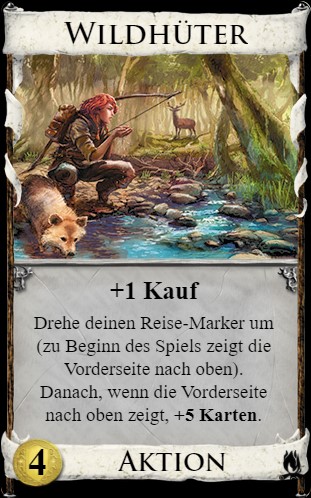 Wildhüter
+1 Kauf
Drehe deinen Reise-Marker um
(zu Beginn des Spiels zeigt die
Vorderseite nach oben).
Danach, wenn die Vorderseite
nach oben zeigt, +5 Karten.
4
Aktion